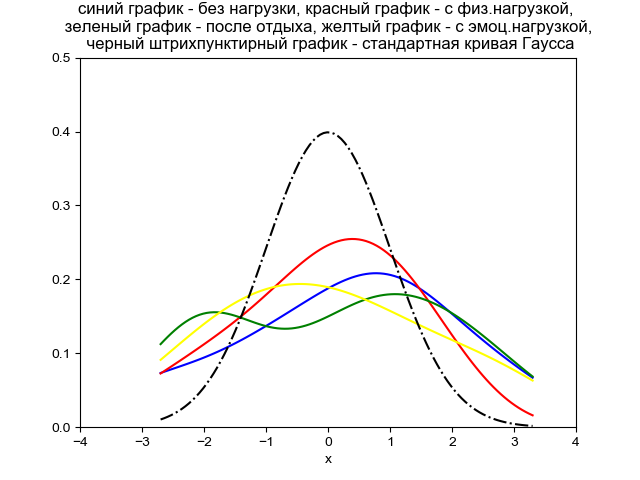 синий график - без нагрузки, красный график - с физ.нагрузкой,
зеленый график - после отдыха, желтый график - с эмоц.нагрузкой,
черный штрихпунктирный график - стандартная кривая Гаусса
0.5
0.4
0.3
0.2
0.1
0.0
−4 −3 −2 −1 0 1 2 3 4
x